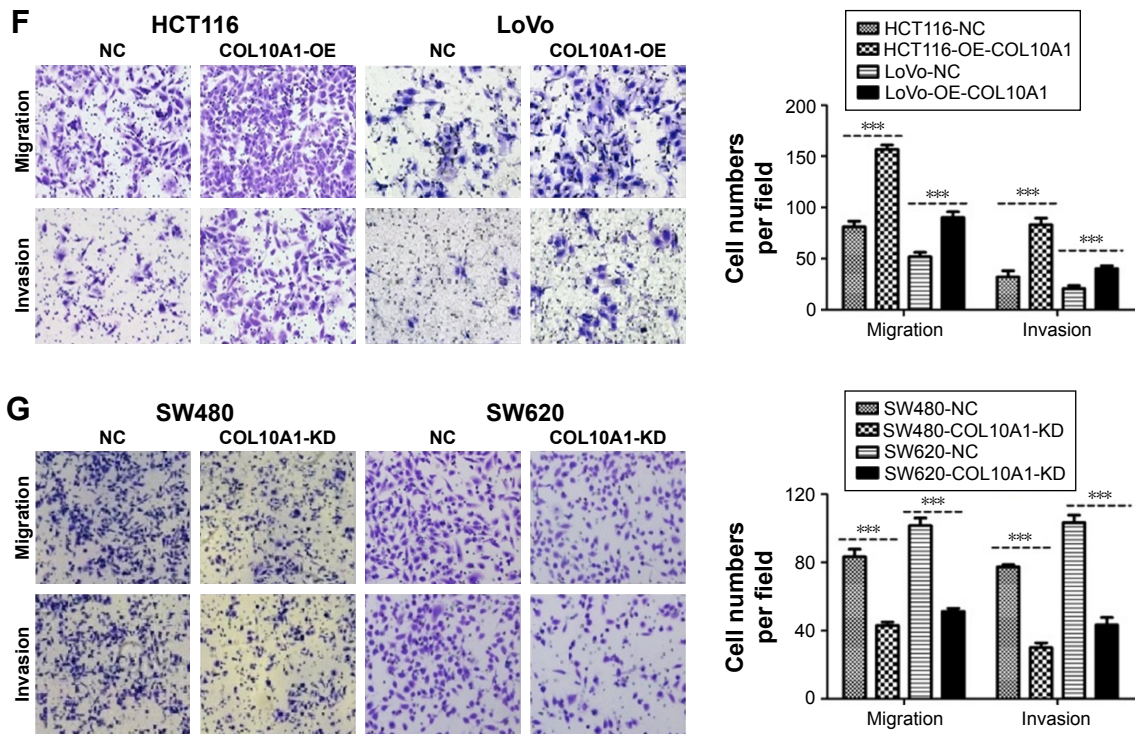 F
HCT116
LoVo
NC
COL10A1-OE
NC
COL10A1-OE
Migration
Invasion
HCT116-NC
HCT116-OE-COL10A1
LoVo-NC
LoVo-OE-COL10A1
Cell numbers
per field
200
150
100
50
0
***
***
***
***
Migration
Invasion
G
SW480
SW620
NC
COL10A1-KD
NC
COL10A1-KD
Migration
Invasion
SW480-NC
SW480-COL10A1-KD
SW620-NC
SW620-COL10A1-KD
Cell numbers
per field
120
80
40
0
***
***
***
***
Migration
Invasion